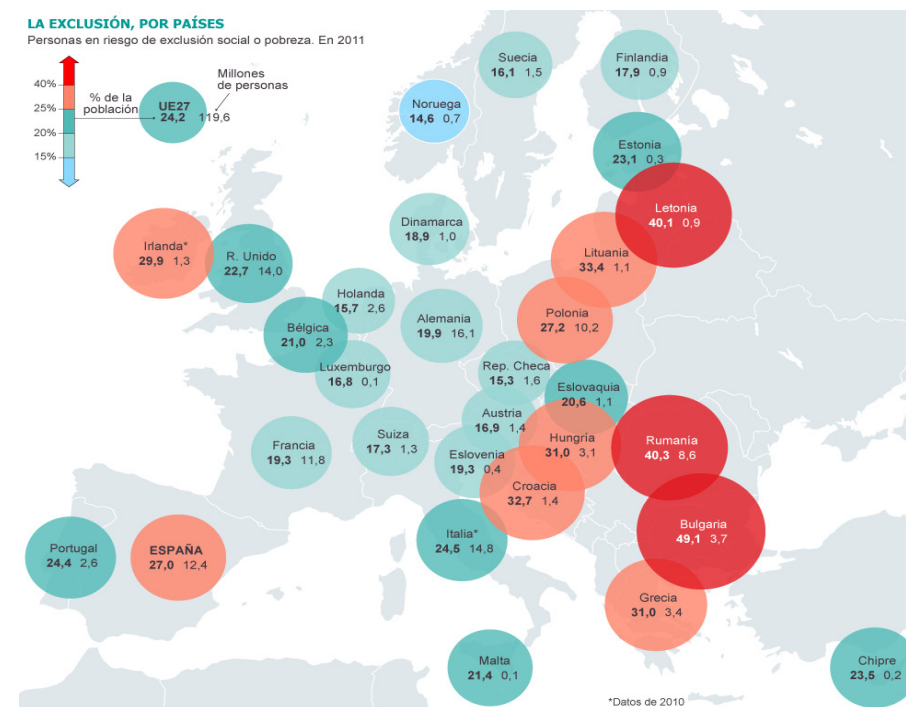 LA EXCLUSIÓN, POR PAÍSES
Personas en riesgo de exclusión social o pobreza. En 2011
40%
25%
20%
15%
% de la
población
UE27
24,2 119,6
Millones
de personas
Suecia
16,1 1,5
Finlandia
17,9 0,9
Noruega
14,6 0,7
Estonia
23,1 0,3
Letonia
40,1 0,9
Dinamarca
18,9 1,0
Irlanda*
29,9 1,3
R. Unido
22,7 14,0
Lituania
33,4 1,1
Holanda
15,7 2,6
Polonia
27,2 10,2
Bélgica
21,0 2,3
Alemania
19,9 16,1
Luxemburgo
16,8 0,1
Rep. Checa
15,3 1,6
Eslovaquia
20,6 1,1
Austria
16,9 1,4
Francia
19,3 11,8
Suiza
17,3 1,3
Hungría
31,0 3,1
Rumanía
40,3 8,6
Eslovenia
19,3 0,4
Croacia
32,7 1,4
Bulgaria
49,1 3,7
Italia*
24,5 14,8
Portugal
24,4 2,6
ESPAÑA
27,0 12,4
Grecia
31,0 3,4
Malta
21,4 0,1
Chipre
23,5 0,2
*Datos de 2010